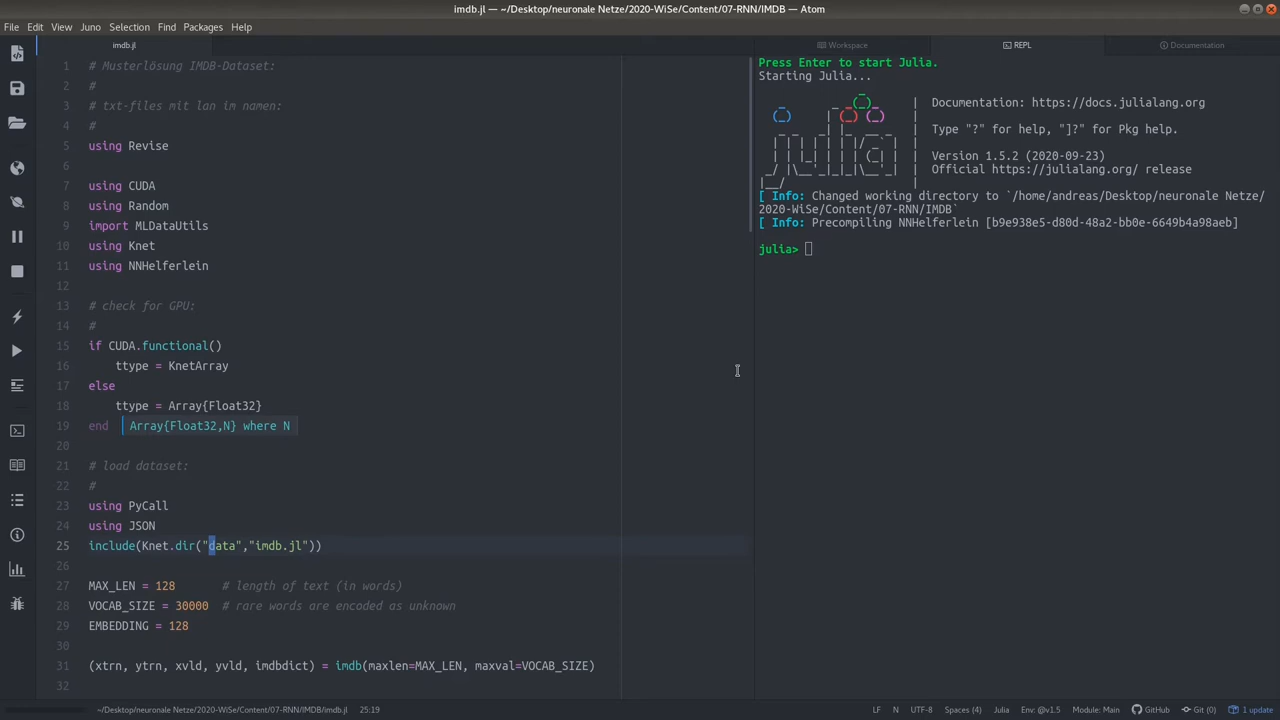 imdb.jl — ~/Desktop/neuronale Netze/2020-WiSe/Content/07-RNN/IMDB — Atom
File Edit View Juno Selection Find Packages Help
imdb.jl
Workspace
REPL
Documentation
1 # Musterlösung IMDB-Dataset:
2 #
3 # txt-files mit lan im namen:
4 #
5 using Revise
6
7 using CUDA
8 using Random
9 import MLDataUtils
10 using Knet
11 using NNHelferlein
12
13 # check for GPU:
14 #
15 if CUDA.functional()
16 ttype = KnetArray
17 else
18 ttype = Array{Float32}
19 end Array{Float32,N} where N
20
21 # load dataset:
22 #
23 using PyCall
24 using JSON
25 include(Knet.dir("data","imdb.jl"))
26
27 MAX_LEN = 128 # length of text (in words)
28 VOCAB_SIZE = 30000 # rare words are encoded as unknown
29 EMBEDDING = 128
30
31 (xtrn, ytrn, xvld, yvld, imdbdict) = imdb(maxlen=MAX_LEN, maxval=VOCAB_SIZE)
32
Press Enter to start Julia.
Starting Julia...
| Documentation: https://docs.julialang.org
|
| Type "?" for help, "]?" for Pkg help.
|
| Version 1.5.2 (2020-09-23)
| Official https://julialang.org/ release
|
[ Info: Changed working directory to `/home/andreas/Desktop/neuronale Netze/
2020-WiSe/Content/07-RNN/IMDB`
[ Info: Precompiling NNHelferlein [b9e938e5-d80d-48a2-bb0e-6649b4a98aeb]
julia>
~/Desktop/neuronale Netze/2020-WiSe/Content/07-RNN/IMDB/imdb.jl 25:19
LF N UTF-8 Spaces (4) Julia Env: @v1.5 Module: Main GitHub Git (0) 1 update